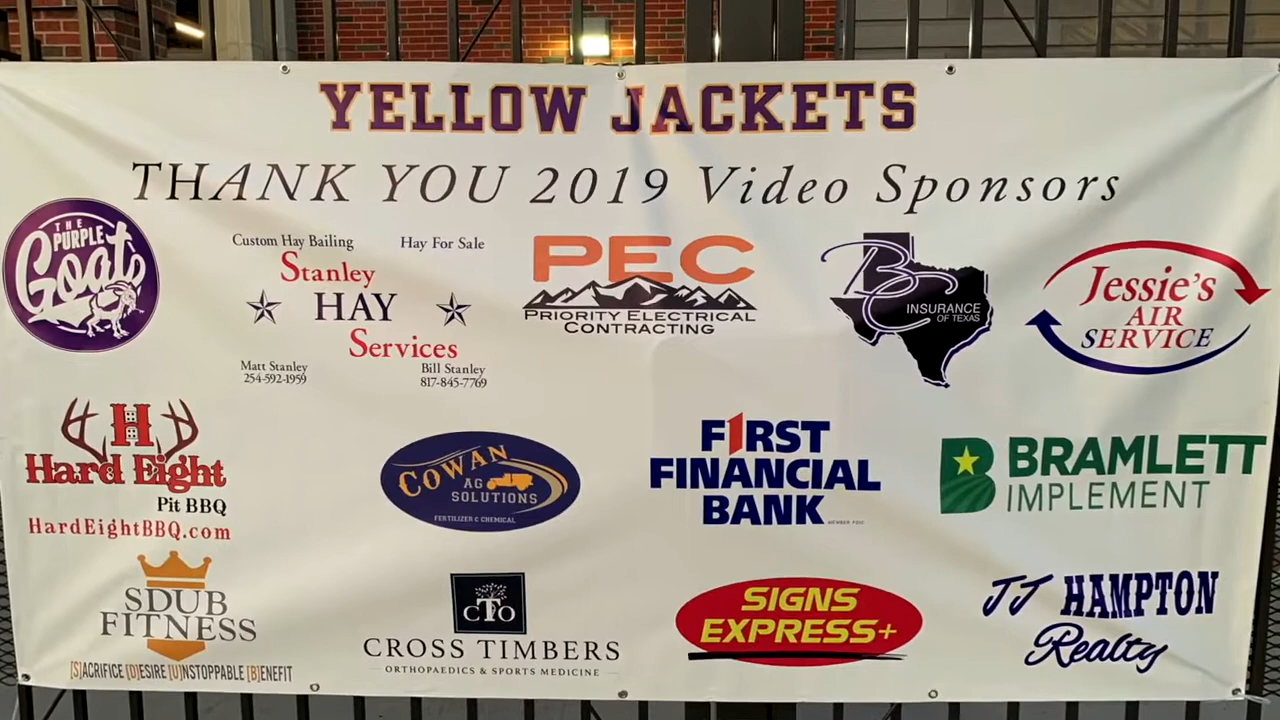 YELLOW JACKETS
THANK YOU 2019 Video Sponsors
THE
PURPLE
Goat
Custom Hay Bailing
Hay For Sale
Stanley
HAY
Services
Matt Stanley
254-592-1959
Bill Stanley
817-845-7769
PEC
PRIORITY ELECTRICAL
CONTRACTING
BC
INSURANCE
OF TEXAS
Jessie's
AIR
SERVICE
H
Hard Eight
Pit BBQ
HardEightBBQ.com
COWAN
AG
SOLUTIONS
FERTILIZER & CHEMICAL
FIRST
FINANCIAL
BANK
MEMBER FDIC
B
BRAMLETT
IMPLEMENT
SDUB
FITNESS
[S]ACRIFICE [D]ESIRE [U]NSTOPPABLE [B]ENEFIT
CTO
CROSS TIMBERS
ORTHOPAEDICS & SPORTS MEDICINE
SIGNS
EXPRESS+
JJ HAMPTON
Realty